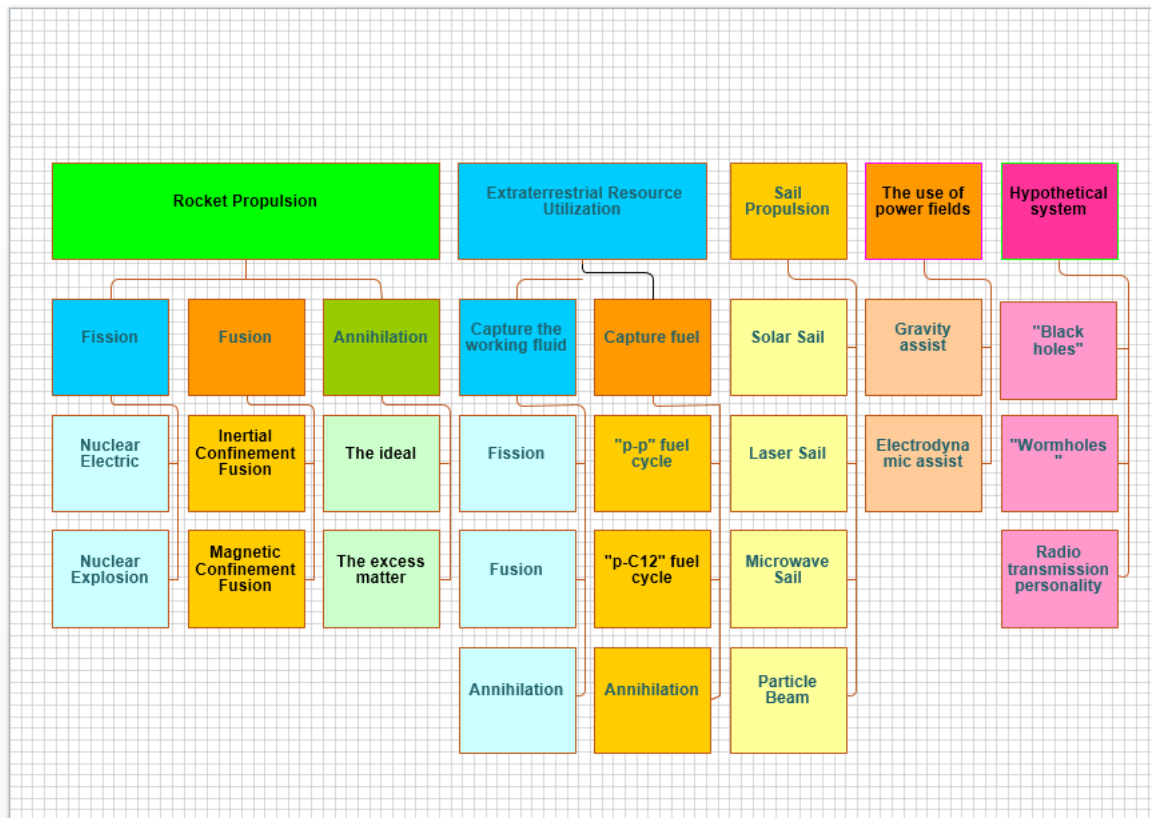 Rocket Propulsion
Extraterrestrial Resource
Utilization
Sail
Propulsion
The use of
power fields
Hypothetical
system
Fission
Fusion
Annihilation
Capture the
working fluid
Capture fuel
Solar Sail
Gravity
assist
"Black
holes"
Nuclear
Electric
Inertial
Confinement
Fusion
The ideal
Fission
"p-p" fuel
cycle
Laser Sail
Electrodyna
mic assist
"Wormholes
"
Nuclear
Explosion
Magnetic
Confinement
Fusion
The excess
matter
Fusion
"p-C12" fuel
cycle
Microwave
Sail
Radio
transmission
personality
Annihilation
Annihilation
Particle
Beam